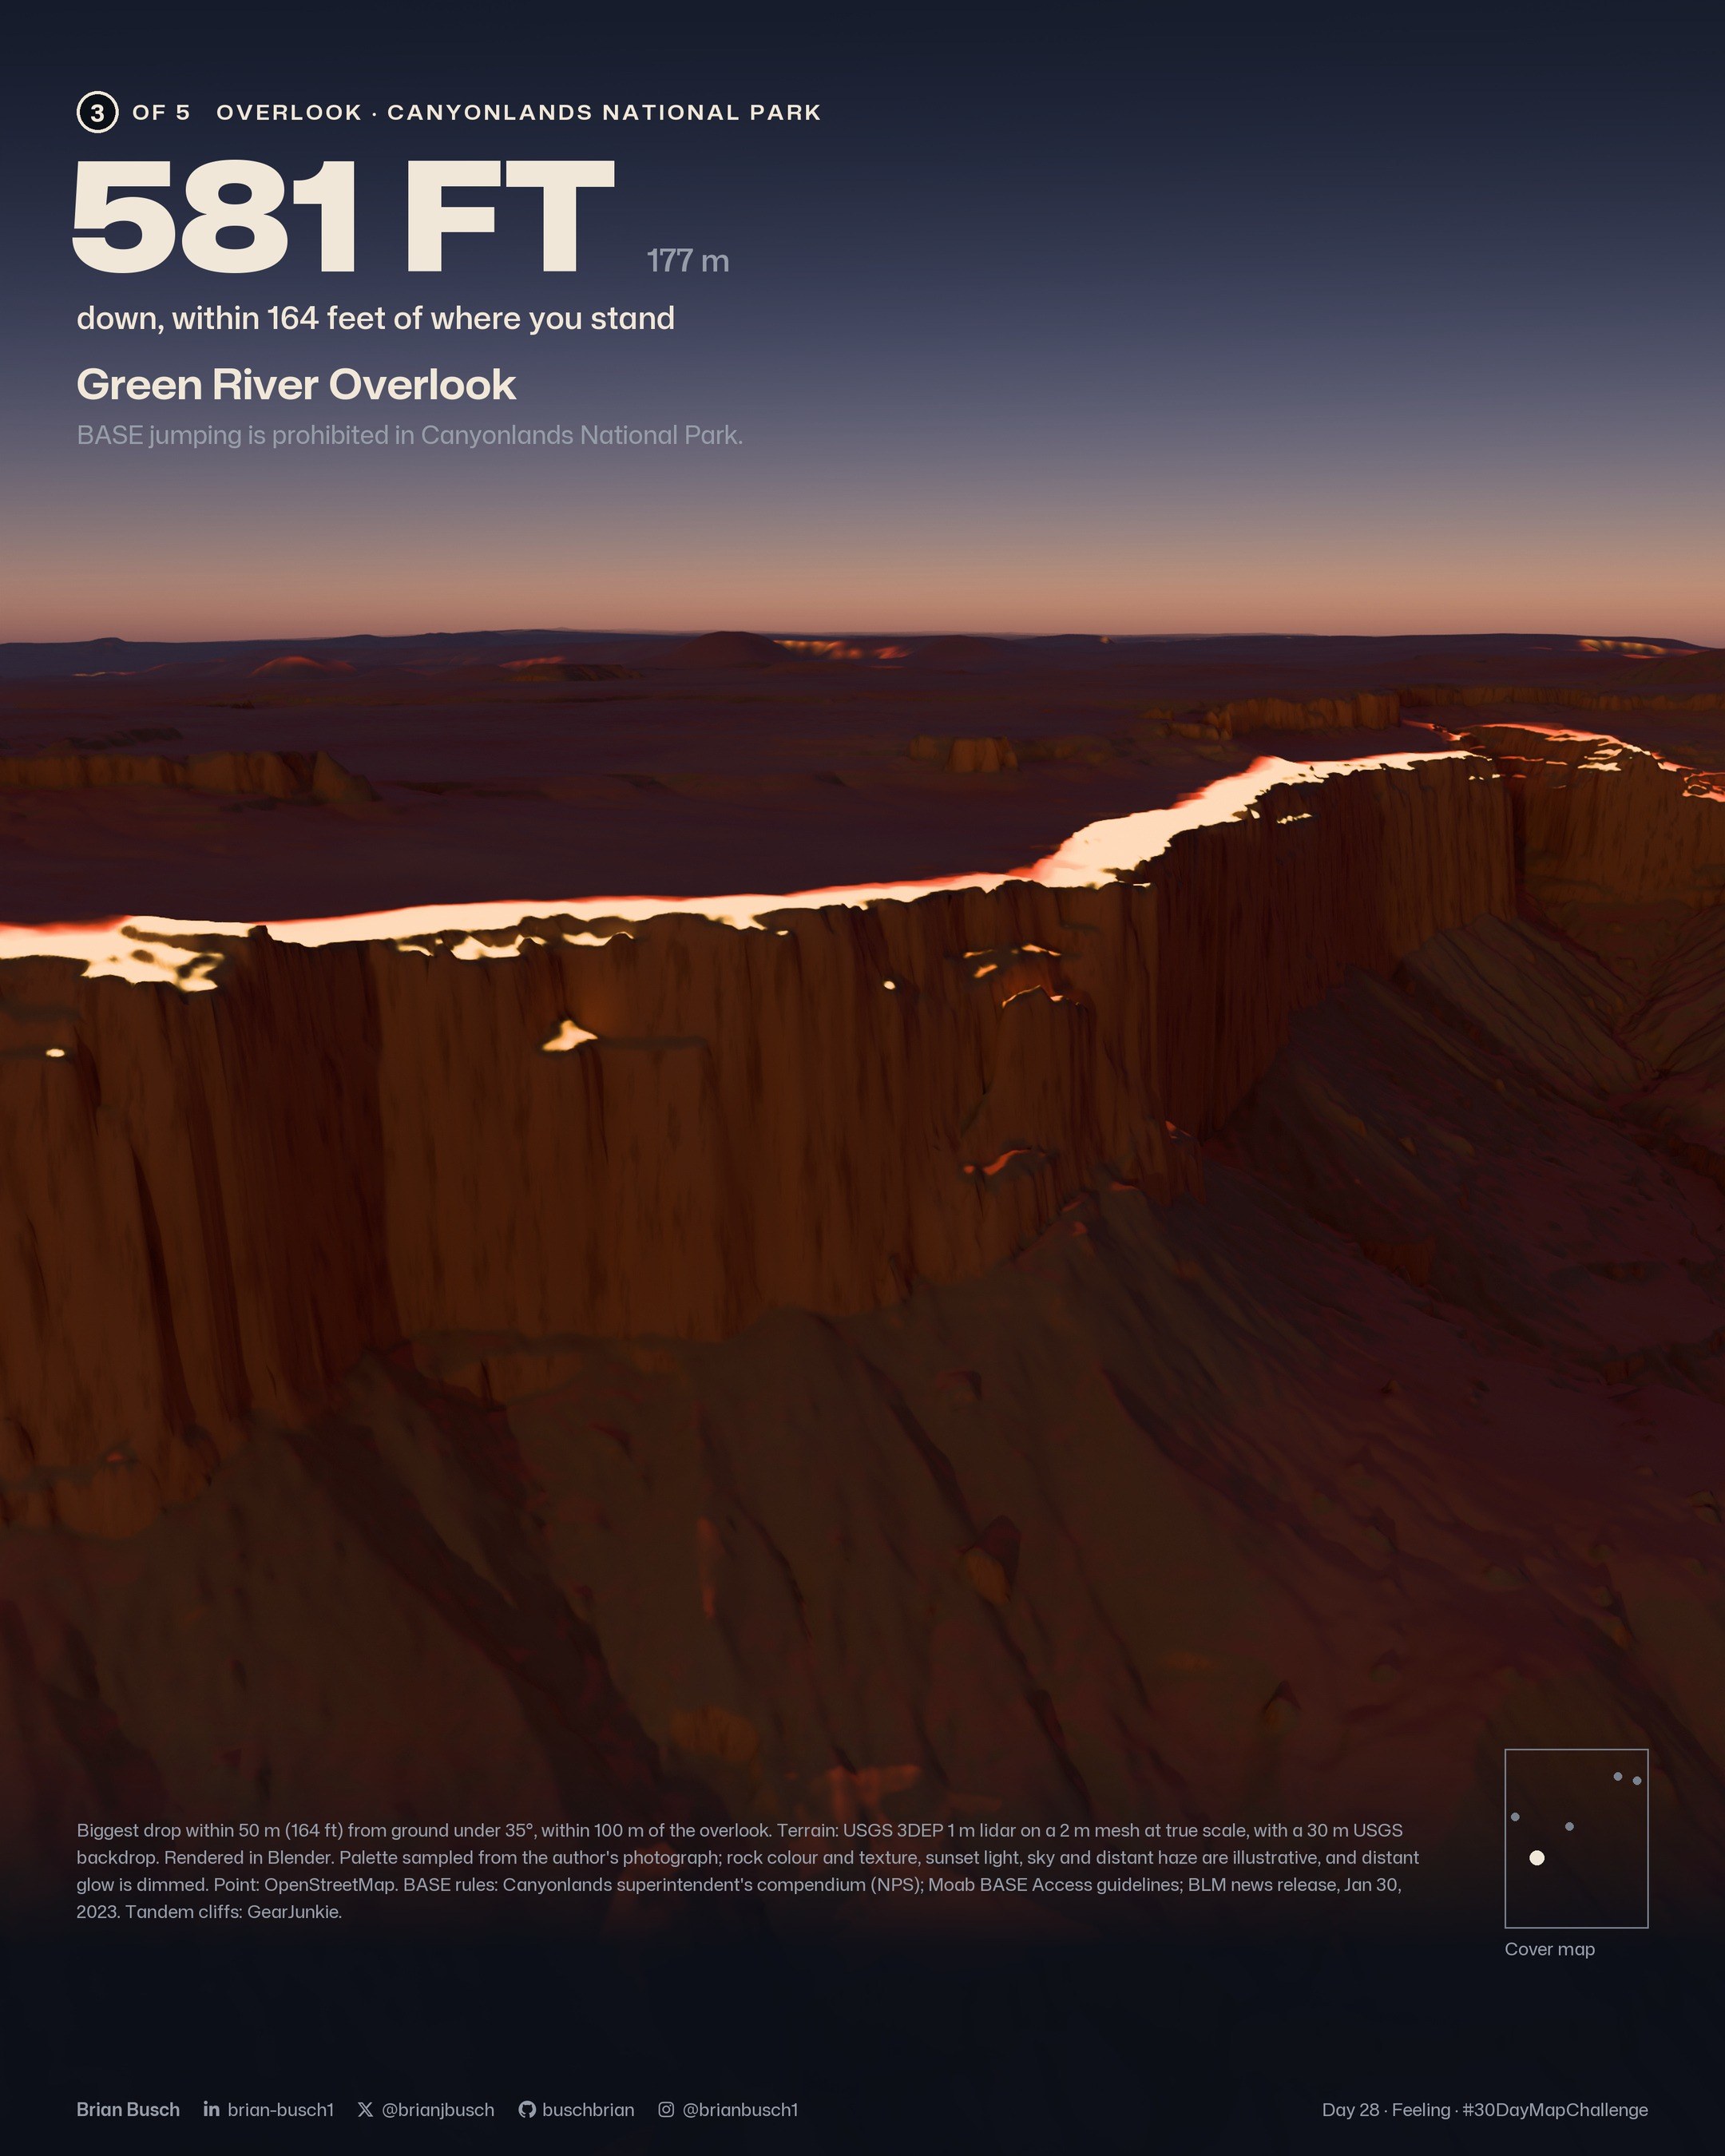 3 OF 5 OVERLOOK · CANYONLANDS NATIONAL PARK
581 FT 177 m
down, within 164 feet of where you stand
Green River Overlook
BASE jumping is prohibited in Canyonlands National Park.
Biggest drop within 50 m (164 ft) from ground under 35°, within 100 m of the overlook. Terrain: USGS 3DEP 1 m lidar on a 2 m mesh at true scale, with a 30 m USGS
backdrop. Rendered in Blender. Palette sampled from the author's photograph; rock colour and texture, sunset light, sky and distant haze are illustrative, and distant
glow is dimmed. Point: OpenStreetMap. BASE rules: Canyonlands superintendent's compendium (NPS); Moab BASE Access guidelines; BLM news release, Jan 30,
2023. Tandem cliffs: GearJunkie.
Cover map
Brian Busch in brian-busch1 X @brianjbusch buschbrian @brianbusch1
Day 28 · Feeling · #30DayMapChallenge